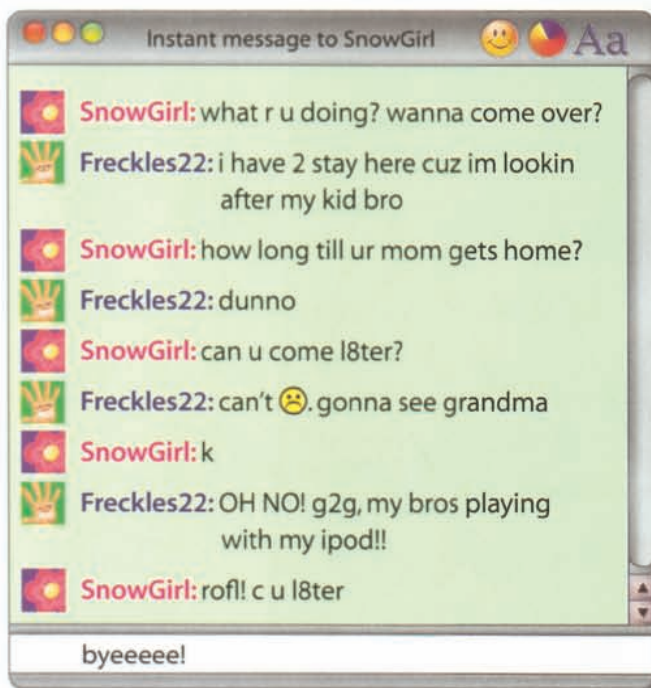 Instant message to SnowGirl Aa
SnowGirl: what r u doing? wanna come over?
Freckles22: i have 2 stay here cuz im lookin
after my kid bro
SnowGirl: how long till ur mom gets home?
Freckles22: dunno
SnowGirl: can u come l8ter?
Freckles22: can't ☹. gonna see grandma
SnowGirl: k
Freckles22: OH NO! g2g, my bros playing
with my ipod!!
SnowGirl: rofl! c u l8ter
byeeeee!